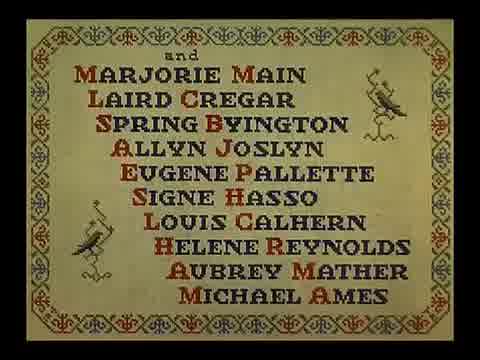 and
MARJORIE MAIN
LAIRD CREGAR
SPRING BYINGTON
ALLYN JOSLYN
EUGENE PALLETTE
SIGNE HASSO
LOUIS CALHERN
HELENE REYNOLDS
AUBREY MATHER
MICHAEL AMES